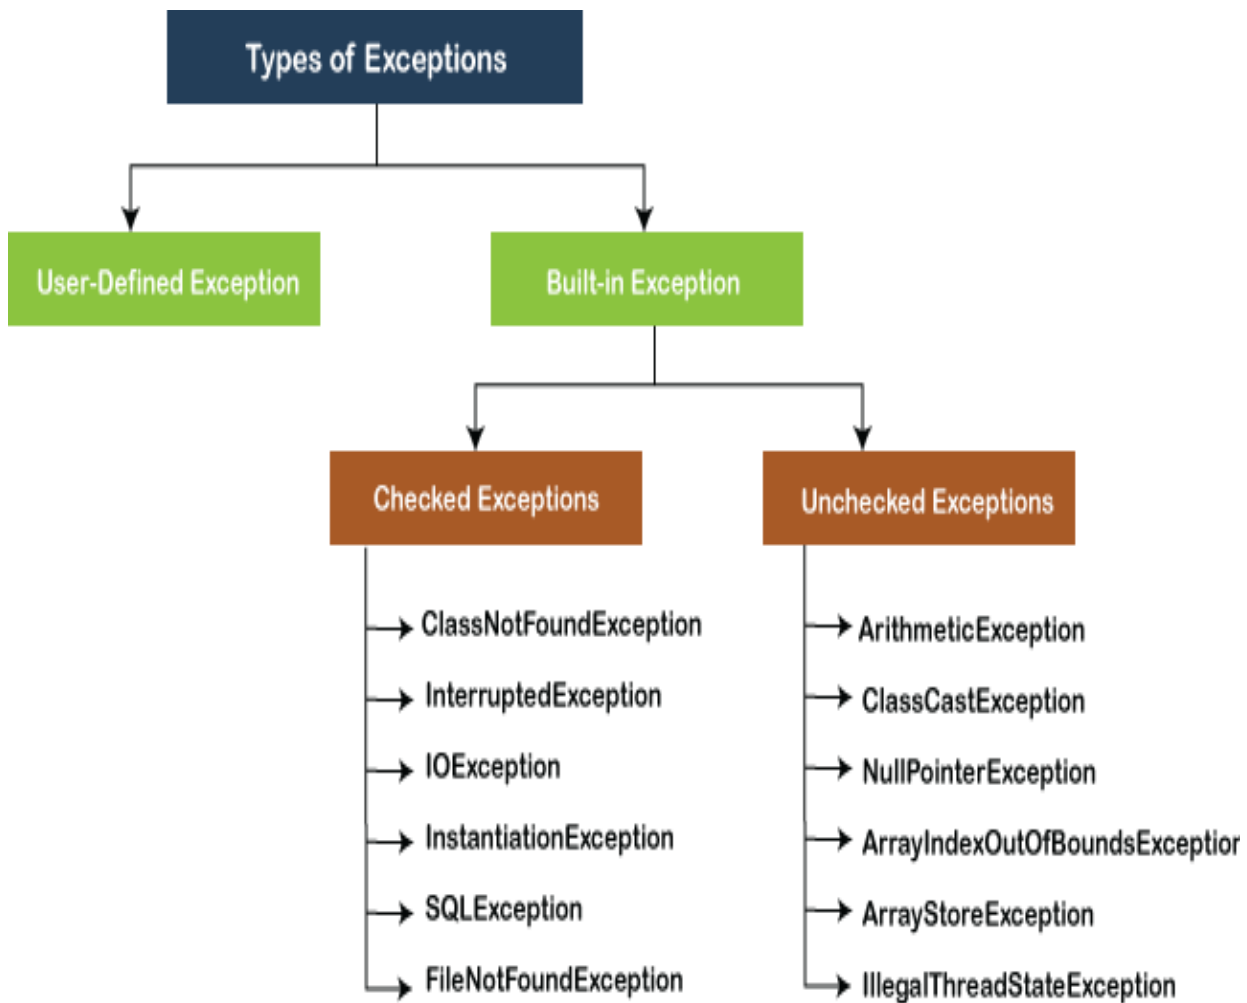 Types of Exceptions
User-Defined Exception
Built-in Exception
Checked Exceptions
Unchecked Exceptions
ClassNotFoundException
InterruptedException
IOException
InstantiationException
SQLException
FileNotFoundException
ArithmeticException
ClassCastException
NullPointerException
ArrayIndexOutOfBoundsException
ArrayStoreException
IllegalThreadStateException